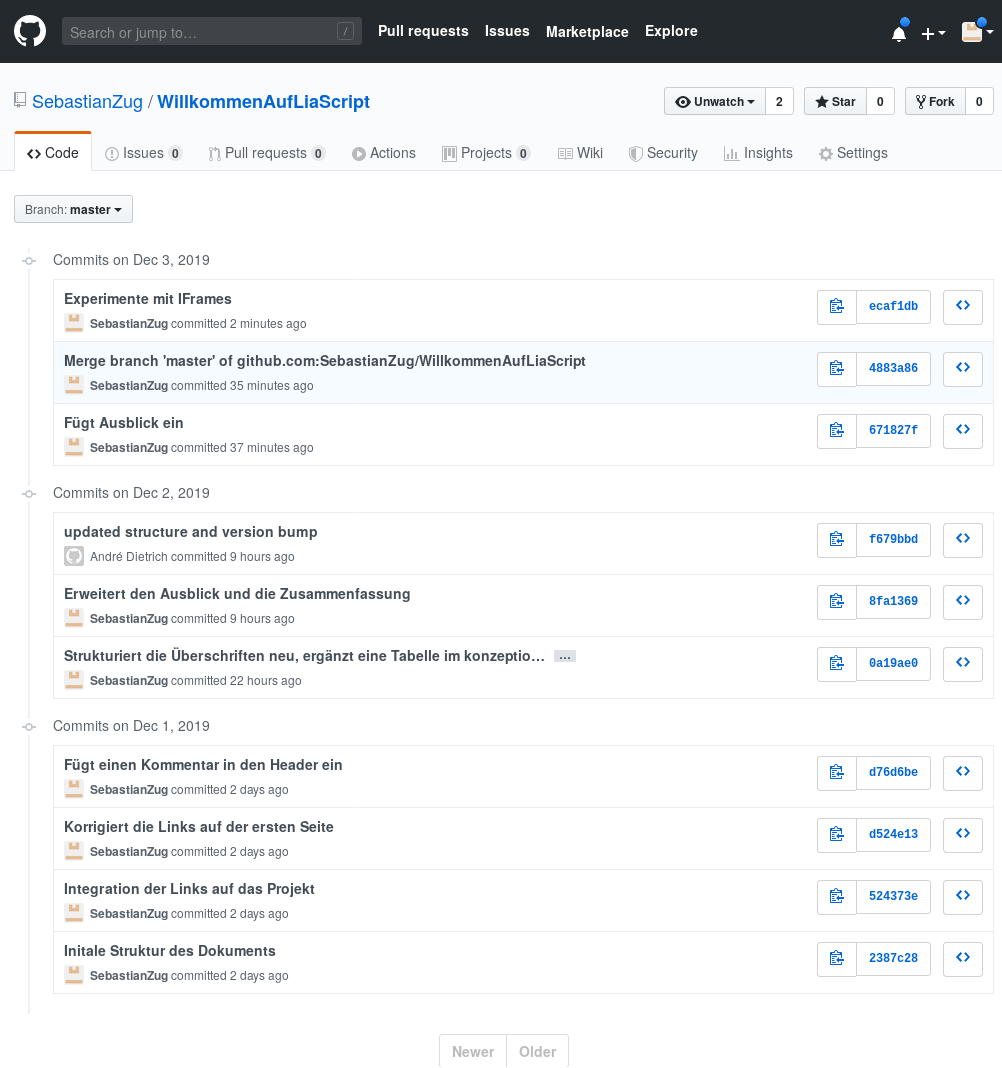 Search or jump to… / Pull requests Issues Marketplace Explore
SebastianZug / WillkommenAufLiaScript Unwatch 2 Star 0 Fork 0
Code Issues 0 Pull requests 0 Actions Projects 0 Wiki Security Insights Settings
Branch: master
Commits on Dec 3, 2019
Experimente mit IFrames
ecaf1db
SebastianZug committed 2 minutes ago
Merge branch 'master' of github.com:SebastianZug/WillkommenAufLiaScript
4883a86
SebastianZug committed 35 minutes ago
Fügt Ausblick ein
671827f
SebastianZug committed 37 minutes ago
Commits on Dec 2, 2019
updated structure and version bump
f679bbd
André Dietrich committed 9 hours ago
Erweitert den Ausblick und die Zusammenfassung
8fa1369
SebastianZug committed 9 hours ago
Strukturiert die Überschriften neu, ergänzt eine Tabelle im konzeptio… …
0a19ae0
SebastianZug committed 22 hours ago
Commits on Dec 1, 2019
Fügt einen Kommentar in den Header ein
d76d6be
SebastianZug committed 2 days ago
Korrigiert die Links auf der ersten Seite
d524e13
SebastianZug committed 2 days ago
Integration der Links auf das Projekt
524373e
SebastianZug committed 2 days ago
Initale Struktur des Dokuments
2387c28
SebastianZug committed 2 days ago
Newer Older